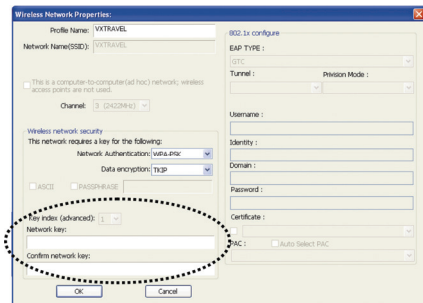 Wireless Network Properties:
Profile Name: VXTRAVEL
Network Name(SSID): VXTRAVEL
This is a computer-to-computer(ad hoc) network; wireless
access points are not used.
Channel: 3 (2422MHz)
Wireless network security
This network requires a key for the following:
Network Authentication: WPA-PSK
Data encryption: TKIP
ASCII PASSPHRASE
Key index (advanced): 1
Network key:
Confirm network key:
OK Cancel
802.1x configure
EAP TYPE :
GTC
Tunnel : Privision Mode :
Username :
Identity :
Domain :
Password :
Certificate :
PAC : Auto Select PAC